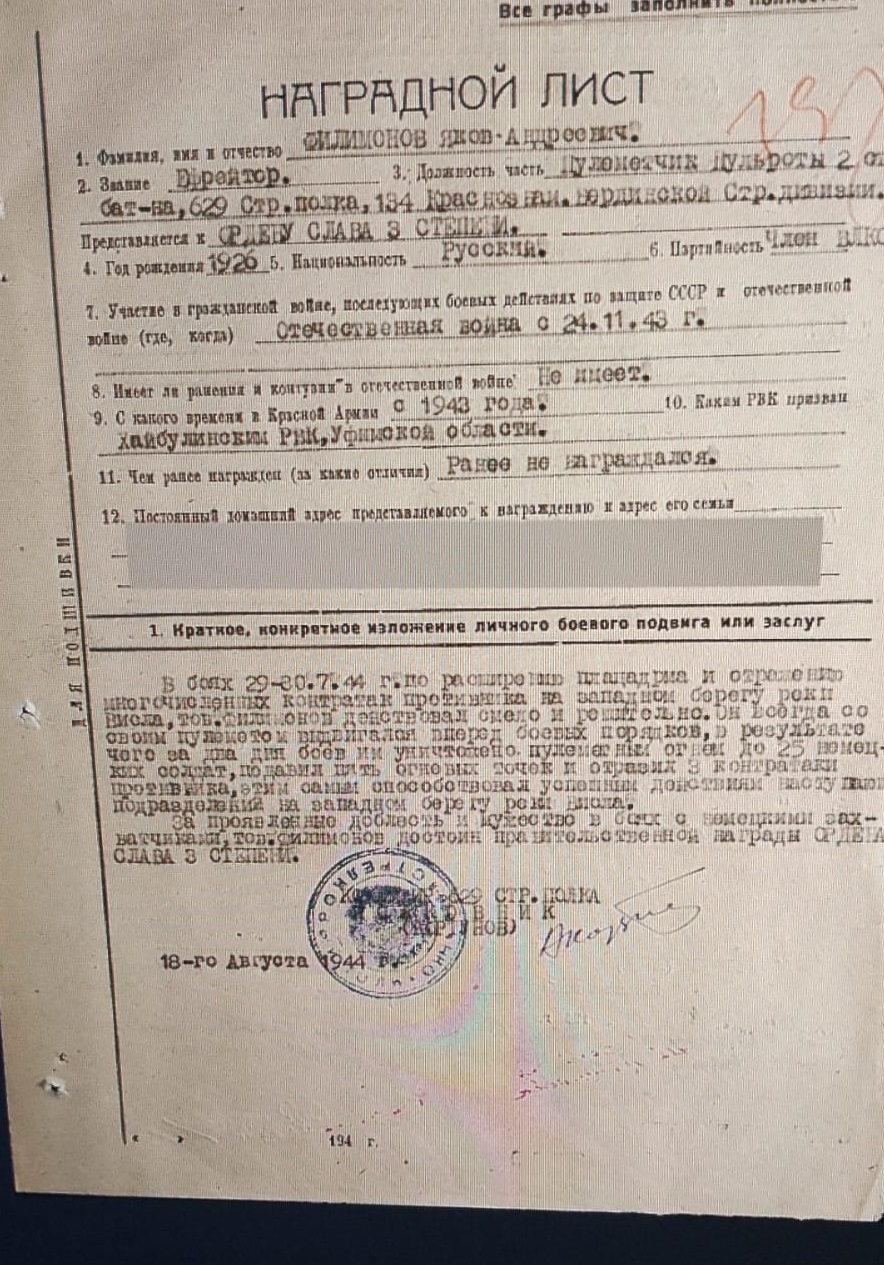 Все графы заполнить
НАГРАДНОЙ ЛИСТ
1. Фамилия, имя и отчество ФИЛИМОНОВ Яков-Андреевич.
2. Звание Ефрейтор. 3. Должность часть Пулеметчик Пульроты 2 ст
бат-на, 629 Стр.полка, 134 Краснознам. Вердинской Стр.дивизии.
Представляется к ОРДЕНУ СЛАВА 3 СТЕПЕНИ.
4. Год рождения 1926 5. Национальность Русский. 6. Партийность Член ВЛКС
7. Участие в гражданской войне, последующих боевых действиях по защите СССР и отечественной
войне (где, когда) Отечественная война с 24.11.43 г.
8. Имеет ли ранения и контузии в отечественной войне Не имеет.
9. С какого времени в Красной Армии с 1943 года. 10. Каким РВК призван
Хайбулинским РВК, Уфимской области.
11. Чем ранее награжден (за какие отличия) Ранее не награждался.
12. Постоянный домашний адрес представляемого к награждению и адрес его семьи
ДЛЯ ПОДШИВКИ
1. Краткое, конкретное изложение личного боевого подвига или заслуг
В боях 29-30.7.44 г. по расширению плацадрма и отражению
многочисленных контратак противника на западном берегу реки
Висла, тов.Филимонов действовал смело и решительно. Он всегда со
своим пулеметом выдвигался вперед боевых порядков, в результате
чего за два дня боев им уничтожено пулеметным огнем до 25 немец-
ких солдат, подавил пять огневых точек и отразил 3 контратаки
противника, этим самым способствовал успешным действиям наступающ
подразделений на западном берегу реки Висла.
За проявленные доблесть и мужество в боях с немецкими зах-
ватчиками, тов.Филимонов достоин правительственной награды ОРДЕНА
СЛАВА 3 СТЕПЕНИ.
629 СТР.ПОЛКА
ПОЛКОВНИК
(КОРТУНОВ)
18-го Августа 1944 г.
« » 194 г.